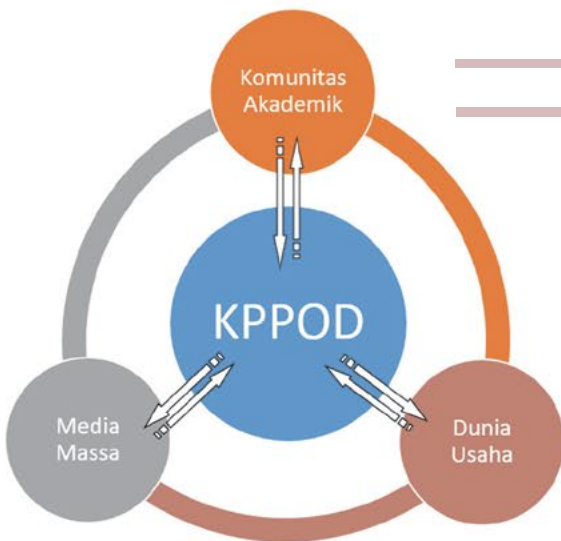 Komunitas
Akademik
KPPOD
Media
Massa
Dunia
Usaha